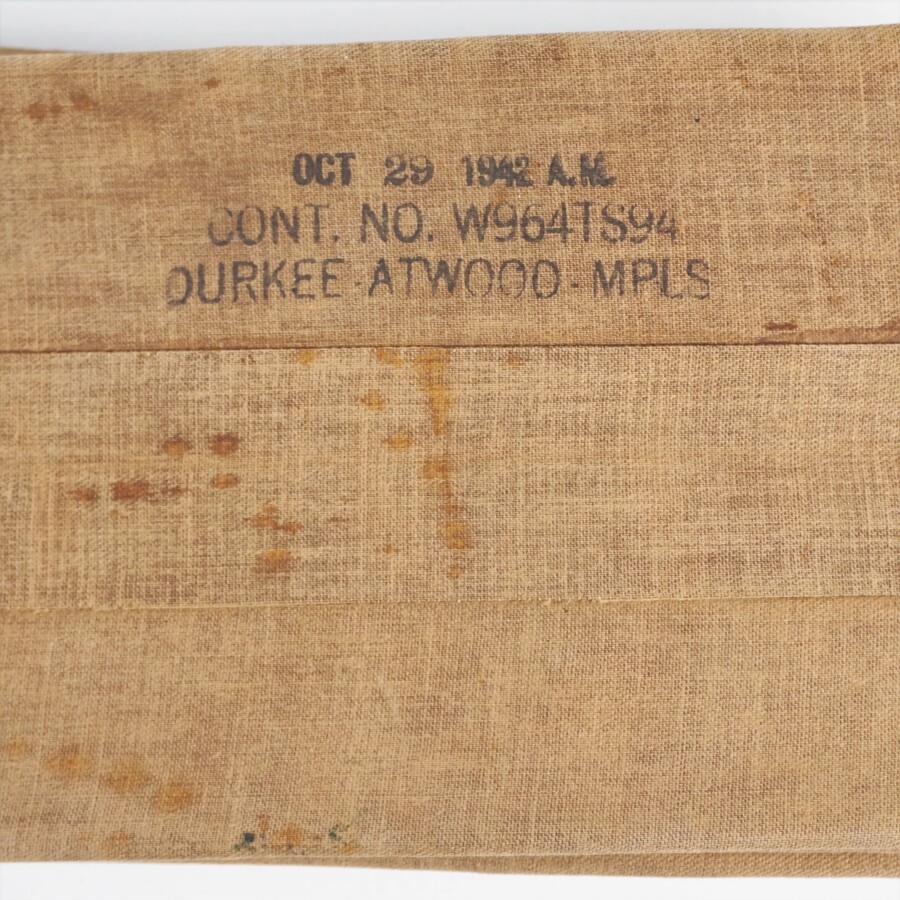 OCT 29 1942 A.M.
CONT. NO. W964TS94
DURKEE-ATWOOD-MPLS